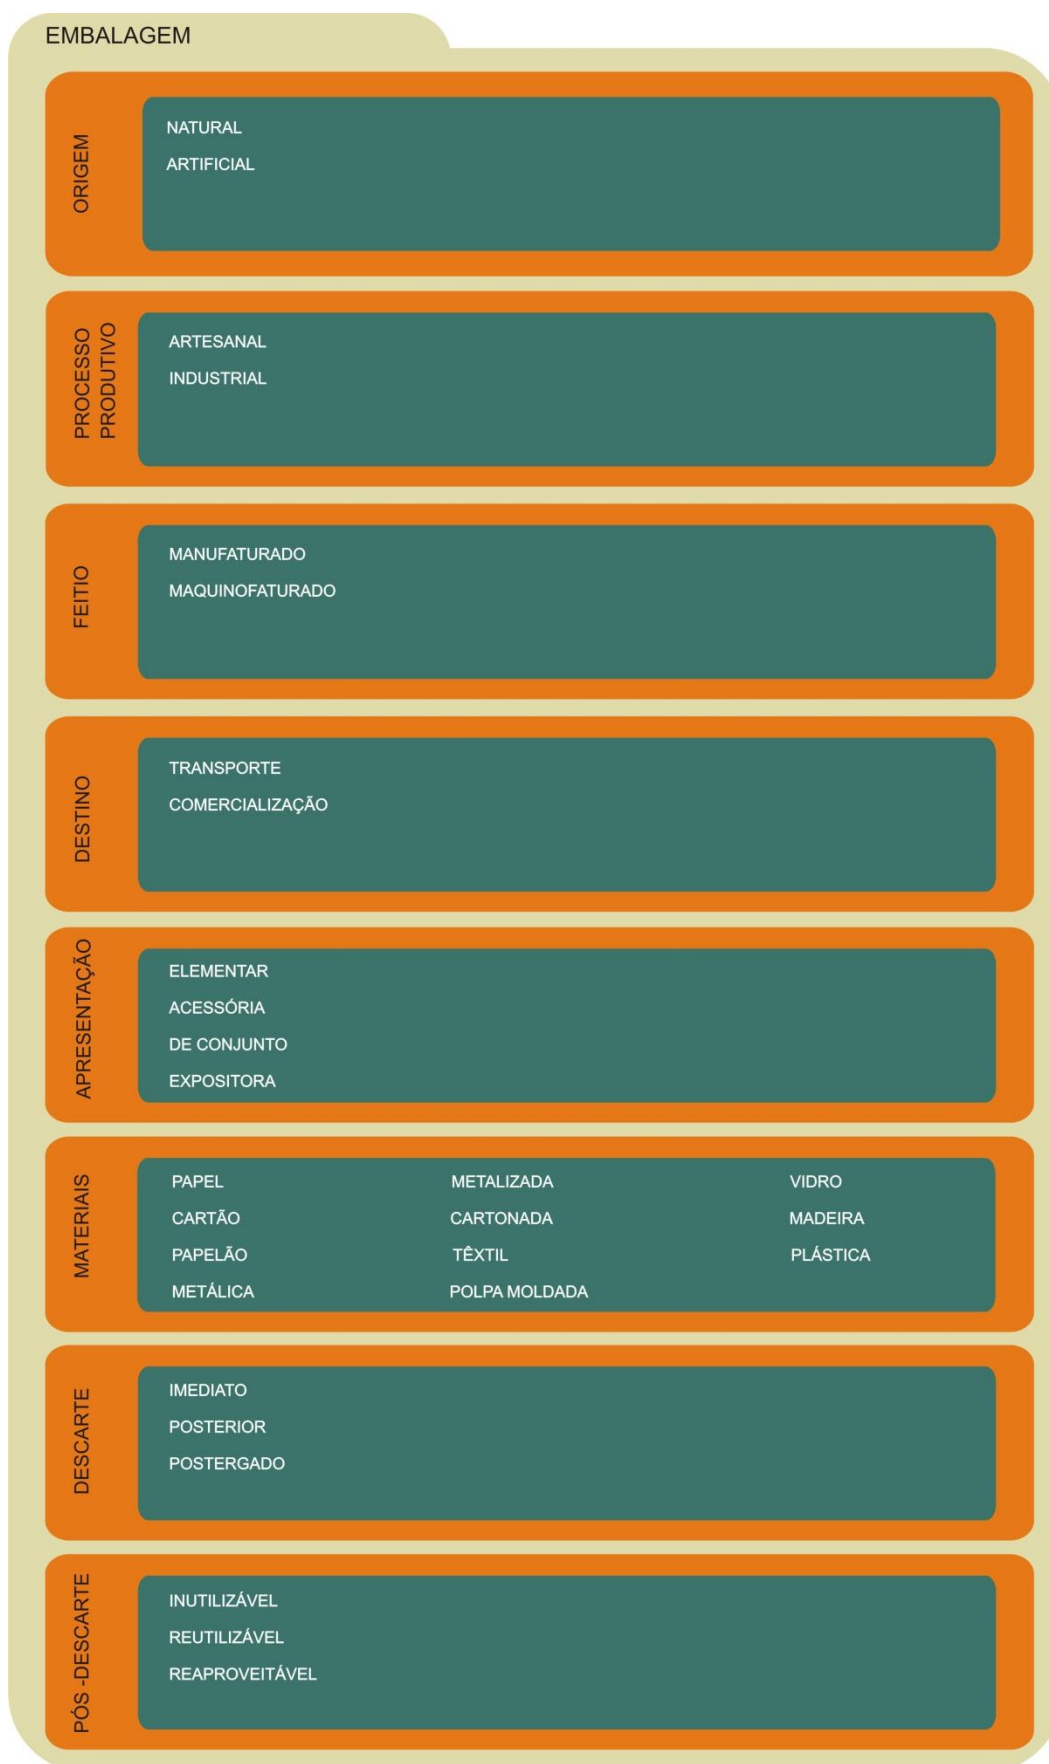 EMBALAGEM
ORIGEM
NATURAL
ARTIFICIAL
PROCESSO
PRODUTIVO
ARTESANAL
INDUSTRIAL
FEITIO
MANUFATURADO
MAQUINOFATURADO
DESTINO
TRANSPORTE
COMERCIALIZAÇÃO
APRESENTAÇÃO
ELEMENTAR
ACESSÓRIA
DE CONJUNTO
EXPOSITORA
MATERIAIS
PAPEL
CARTÃO
PAPELÃO
METÁLICA
METALIZADA
CARTONADA
TÊXTIL
POLPA MOLDADA
VIDRO
MADEIRA
PLÁSTICA
DESCARTE
IMEDIATO
POSTERIOR
POSTERGADO
PÓS -DESCARTE
INUTILIZÁVEL
REUTILIZÁVEL
REAPROVEITÁVEL